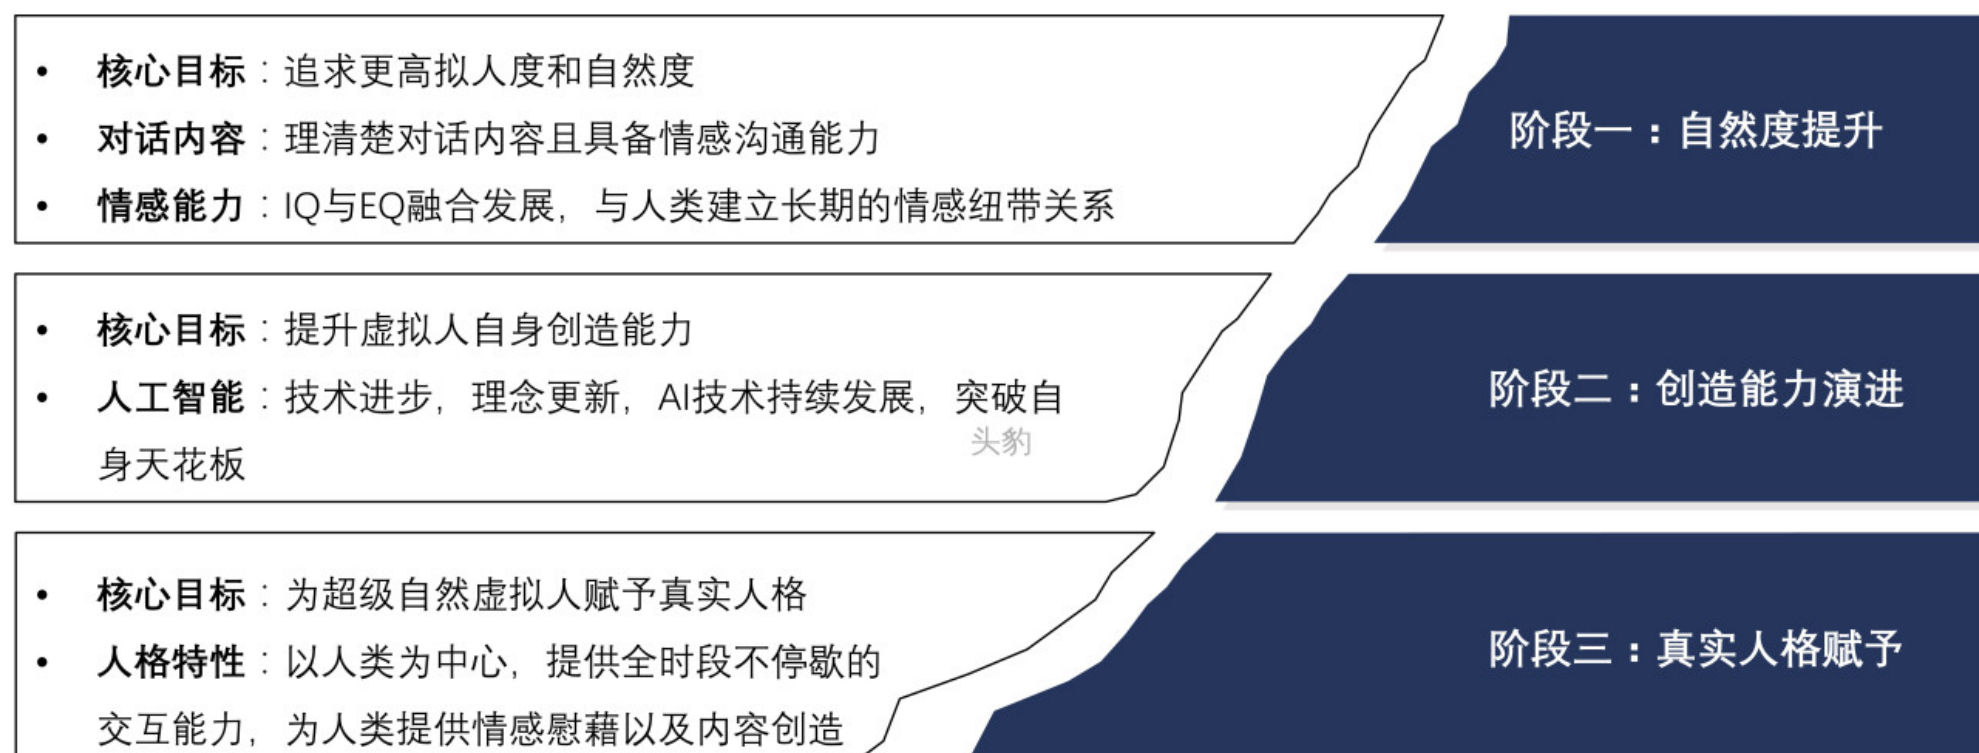 • 核心目标：追求更高拟人度和自然度
• 对话内容：理清楚对话内容且具备情感沟通能力
• 情感能力：IQ与EQ融合发展，与人类建立长期的情感纽带关系
阶段一：自然度提升
• 核心目标：提升虚拟人自身创造能力
• 人工智能：技术进步，理念更新，AI技术持续发展，突破自
身天花板
头豹
阶段二：创造能力演进
• 核心目标：为超级自然虚拟人赋予真实人格
• 人格特性：以人类为中心，提供全时段不停歇的
交互能力，为人类提供情感慰藉以及内容创造
阶段三：真实人格赋予